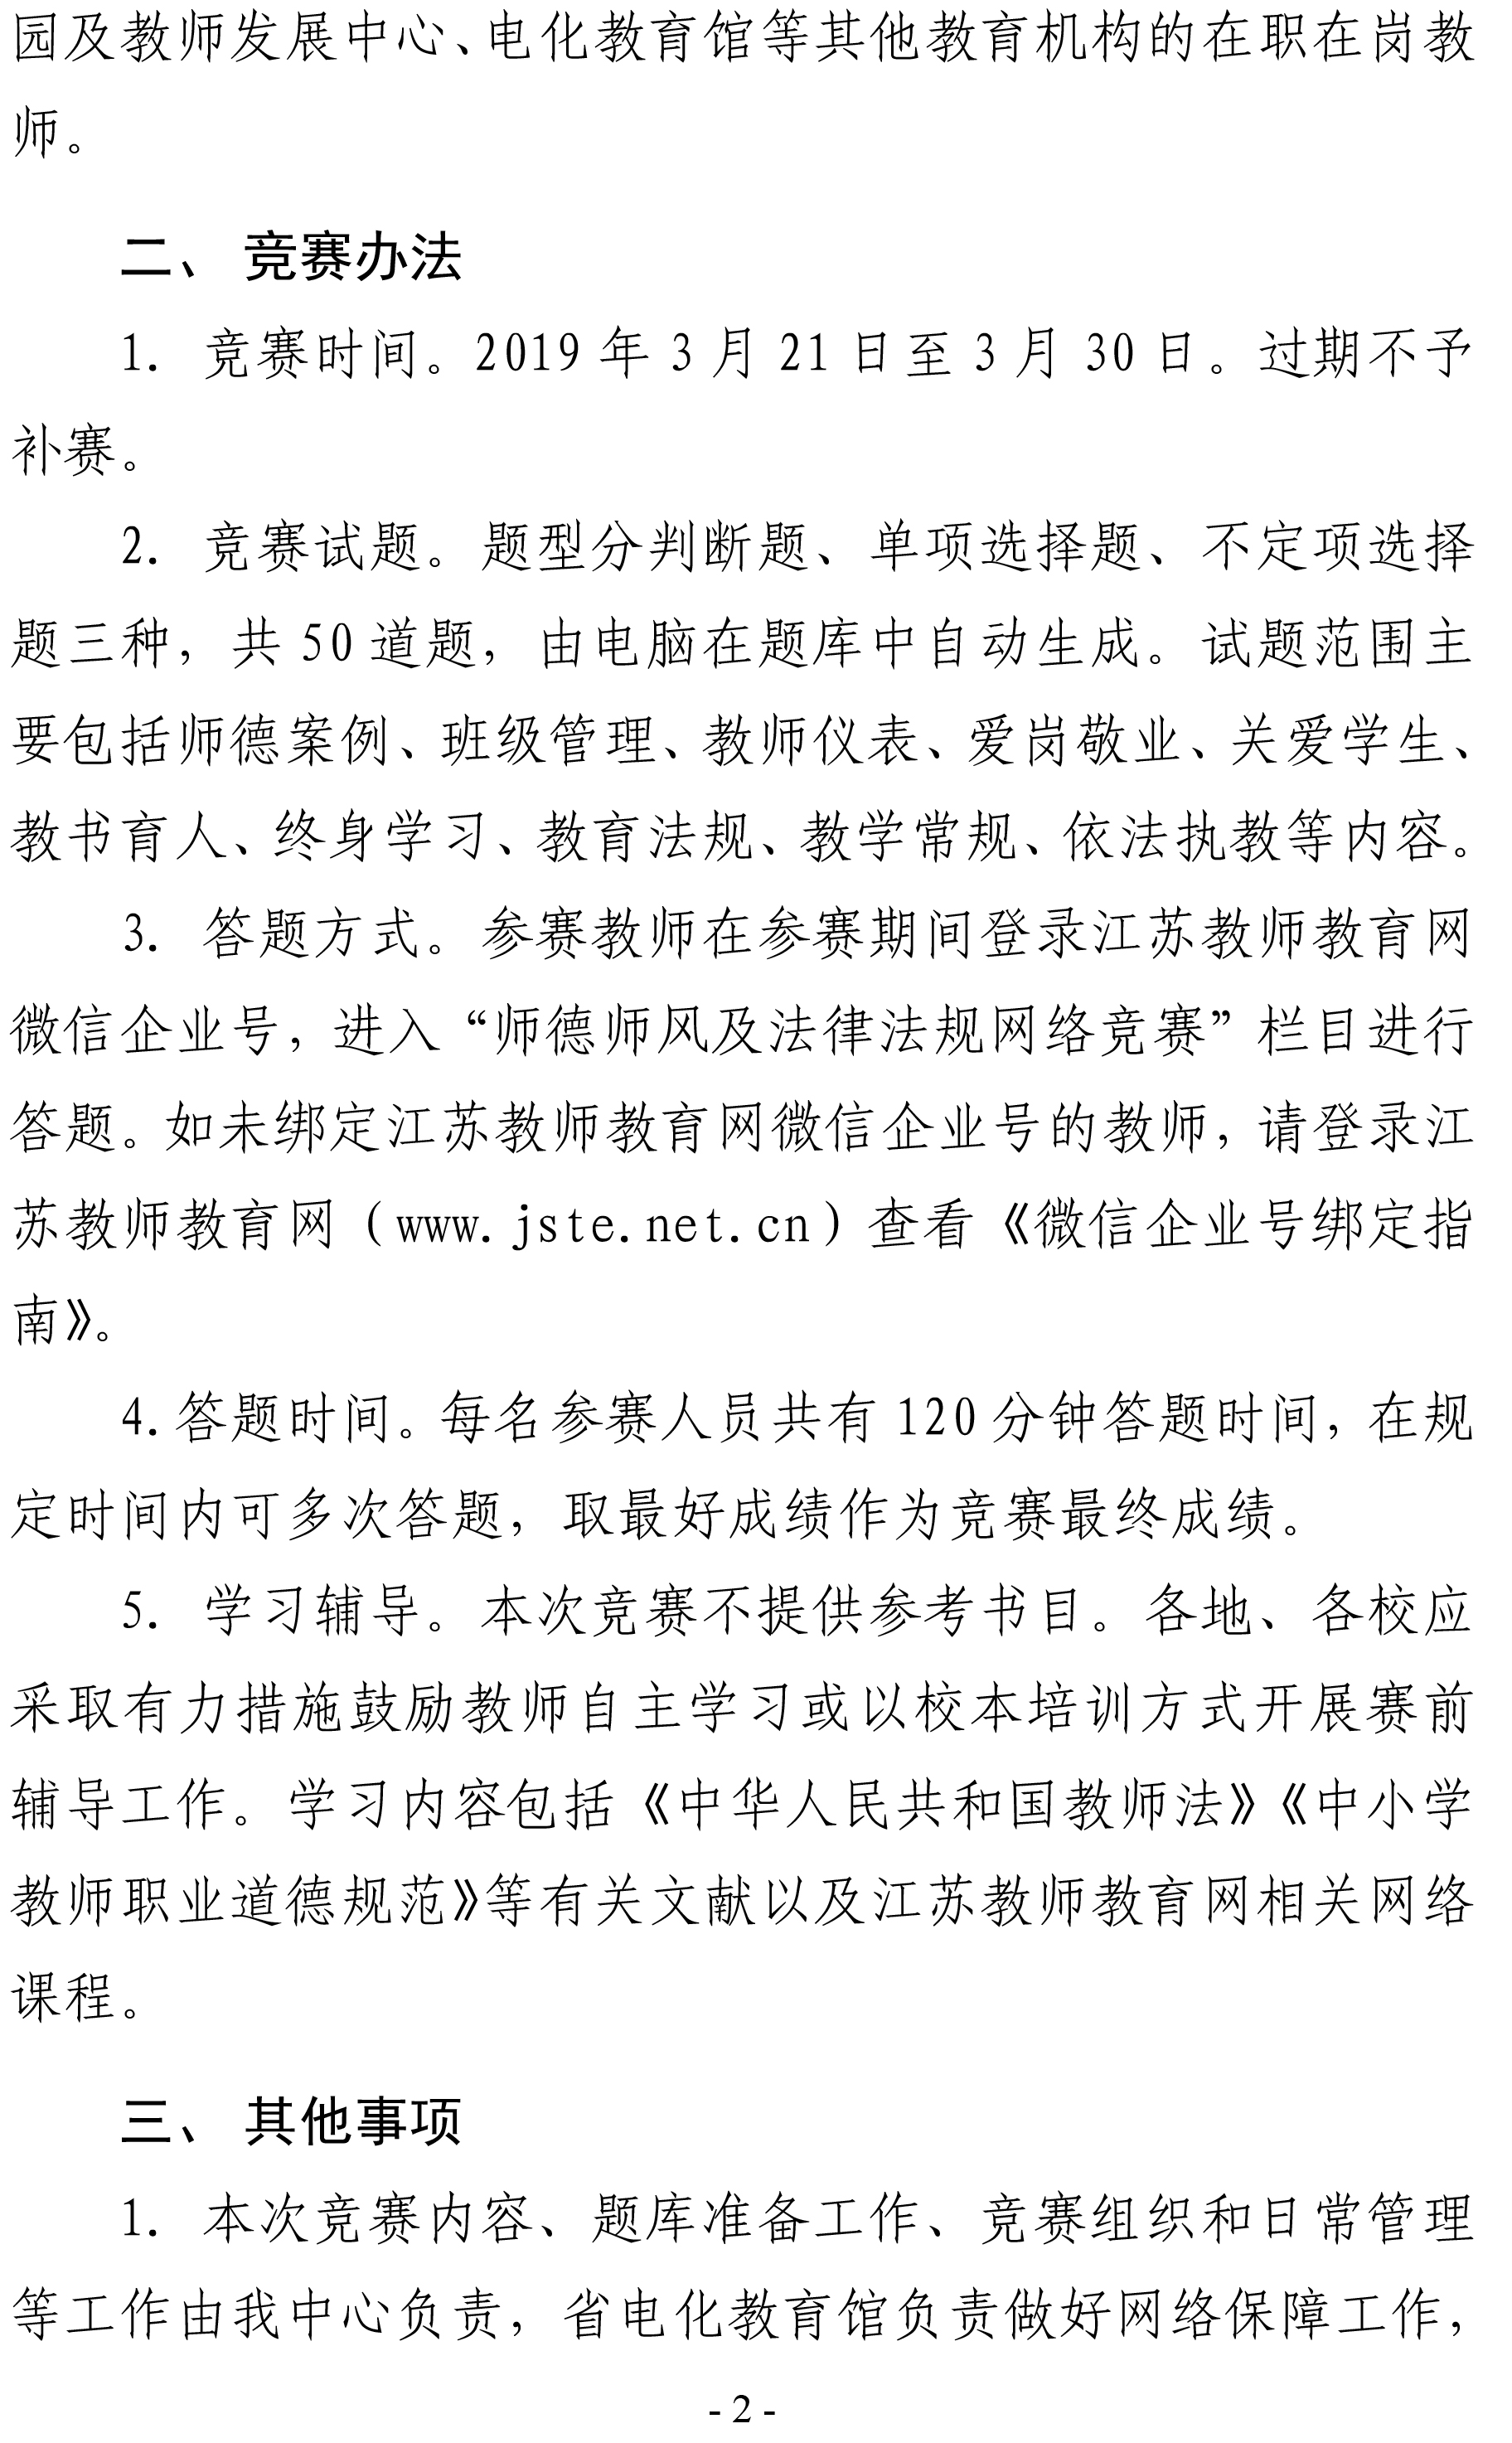 园及教师发展中心、电化教育馆等其他教育机构的在职在岗教
师。
二、 竞赛办法
1. 竞赛时间。2019 年 3 月 21 日至 3 月 30 日。过期不予
补赛。
2. 竞赛试题。题型分判断题、单项选择题、不定项选择
题三种，共 50 道题，由电脑在题库中自动生成。试题范围主
要包括师德案例、班级管理、教师仪表、爱岗敬业、关爱学生、
教书育人、终身学习、教育法规、教学常规、依法执教等内容。
3. 答题方式。参赛教师在参赛期间登录江苏教师教育网
微信企业号，进入“师德师风及法律法规网络竞赛”栏目进行
答题。如未绑定江苏教师教育网微信企业号的教师，请登录江
苏教师教育网（www.jste.net.cn）查看《微信企业号绑定指
南》。
4.答题时间。每名参赛人员共有 120 分钟答题时间，在规
定时间内可多次答题，取最好成绩作为竞赛最终成绩。
5. 学习辅导。本次竞赛不提供参考书目。各地、各校应
采取有力措施鼓励教师自主学习或以校本培训方式开展赛前
辅导工作。学习内容包括《中华人民共和国教师法》《中小学
教师职业道德规范》等有关文献以及江苏教师教育网相关网络
课程。
三、 其他事项
1. 本次竞赛内容、题库准备工作、竞赛组织和日常管理
等工作由我中心负责，省电化教育馆负责做好网络保障工作，
- 2 -